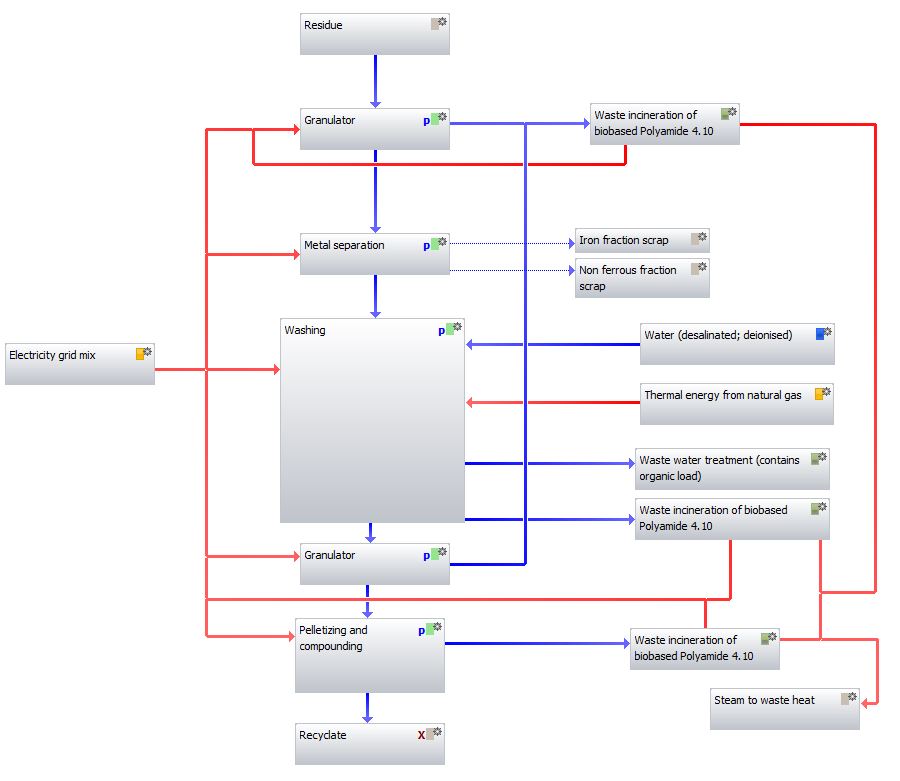 Residue
Granulator p
Waste incineration of
biobased Polyamide 4.10
Metal separation p
Iron fraction scrap
Non ferrous fraction
scrap
Washing p
Water (desalinated; deionised)
Electricity grid mix
Thermal energy from natural gas
Waste water treatment (contains
organic load)
Waste incineration of biobased
Polyamide 4.10
Granulator p
Pelletizing and p
compounding
Waste incineration of
biobased Polyamide 4.10
Steam to waste heat
Recyclate X